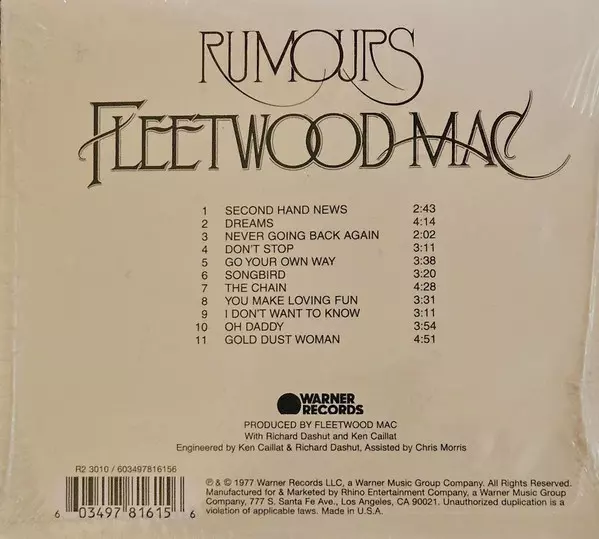 RUMOURS
FLEETWOOD MAC
1 SECOND HAND NEWS 2:43
2 DREAMS 4:14
3 NEVER GOING BACK AGAIN 2:02
4 DON'T STOP 3:11
5 GO YOUR OWN WAY 3:38
6 SONGBIRD 3:20
7 THE CHAIN 4:28
8 YOU MAKE LOVING FUN 3:31
9 I DON'T WANT TO KNOW 3:11
10 OH DADDY 3:54
11 GOLD DUST WOMAN 4:51
WARNER
RECORDS
PRODUCED BY FLEETWOOD MAC
With Richard Dashut and Ken Caillat
Engineered by Ken Caillat & Richard Dashut, Assisted by Chris Morris
R2 3010 / 603497816156
6 03497 81615 6
℗ & © 1977 Warner Records LLC, a Warner Music Group Company. All Rights Reserved.
Manufactured for & Marketed by Rhino Entertainment Company, a Warner Music Group
Company, 777 S. Santa Fe Ave., Los Angeles, CA 90021. Unauthorized duplication is a
violation of applicable laws. Made in U.S.A.